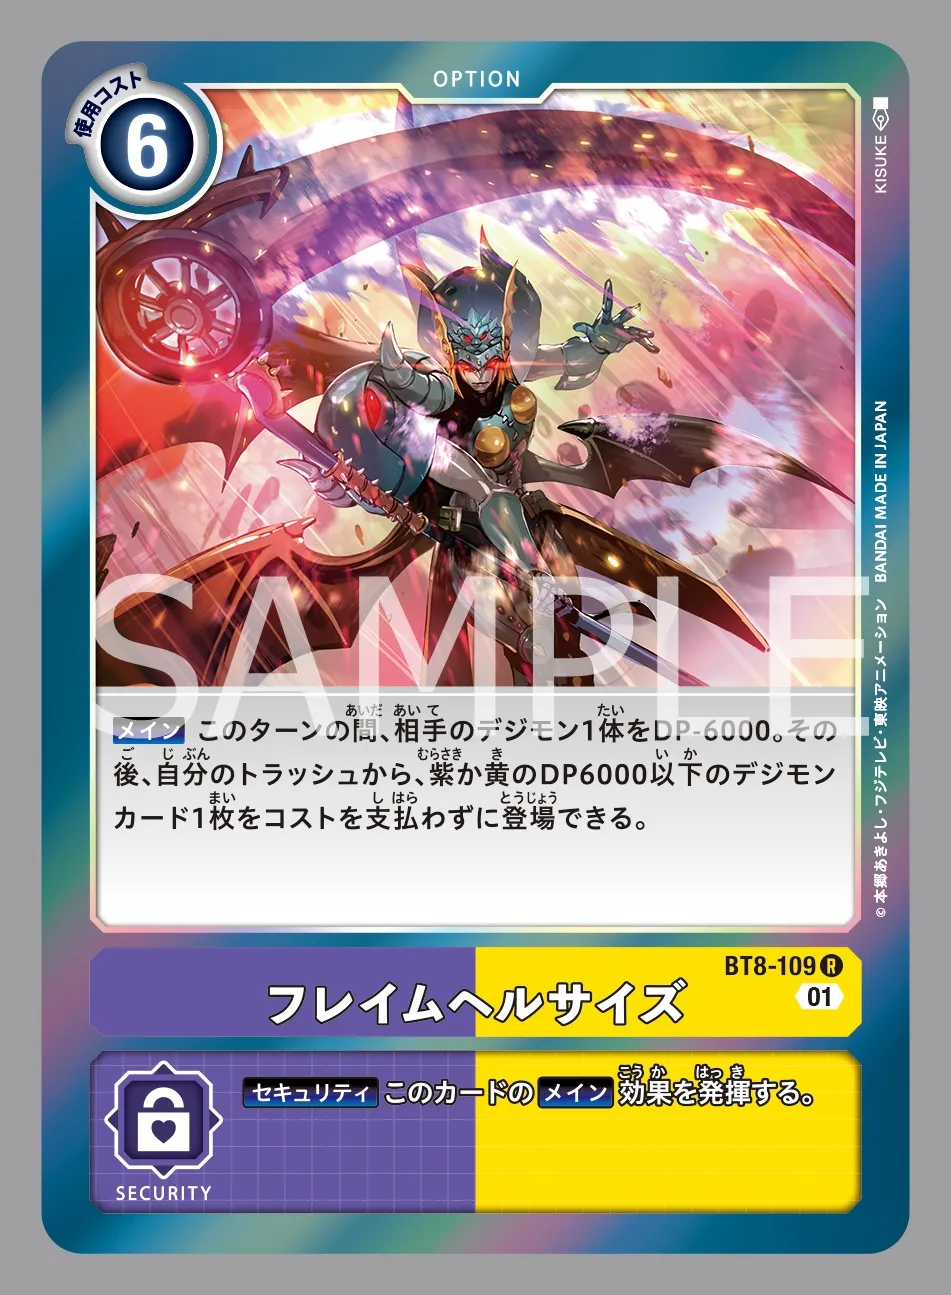 OPTION
使用コスト
6
KISUKE
メイン このターンの間、相手のデジモン1体をDP-6000。その
後、自分のトラッシュから、紫か黄のDP6000以下のデジモン
カード1枚をコストを支払わずに登場できる。
SAMPLE
©本郷あきよし・フジテレビ・東映アニメーション BANDAI MADE IN JAPAN
BT8-109 R
フレイムヘルサイズ
01
セキュリティ このカードの メイン 効果を発揮する。
SECURITY